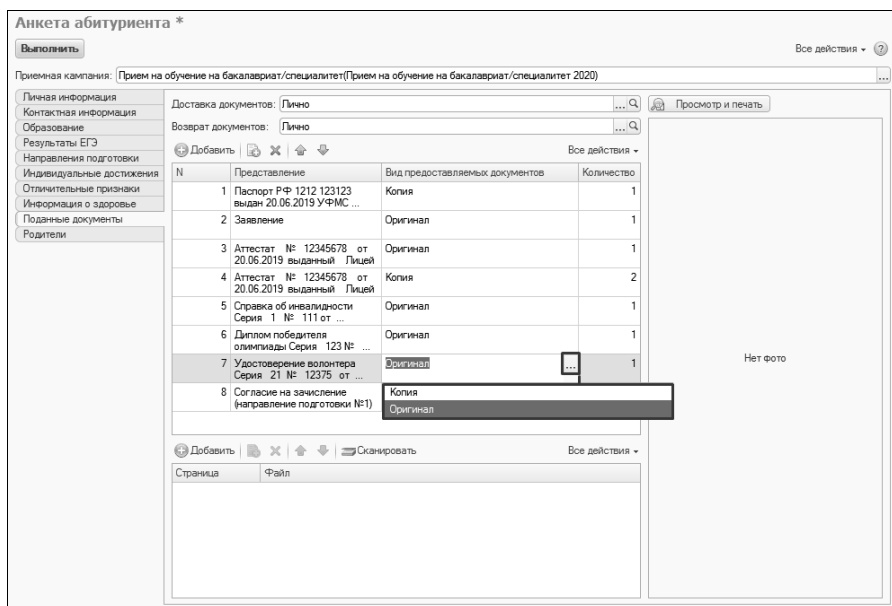 Анкета абитуриента *
Выполнить
Все действия
?
Приемная кампания: Прием на обучение на бакалавриат/специалитет(Прием на обучение на бакалавриат/специалитет 2020) ...
Личная информация
Контактная информация
Образование
Результаты ЕГЭ
Направления подготовки
Индивидуальные достижения
Отличительные признаки
Информация о здоровье
Поданные документы
Родители
Доставка документов: Лично ...
Возврат документов: Лично ...
Добавить
Все действия
N Представление Вид предоставляемых документов Количество
1 Паспорт РФ 1212 123123 Копия 1
выдан 20.06.2019 УФМС ...
2 Заявление Оригинал 1
3 Аттестат № 12345678 от Оригинал 1
20.06.2019 выданный Лицей
4 Аттестат № 12345678 от Копия 2
20.06.2019 выданный Лицей
5 Справка об инвалидности Оригинал 1
Серия 1 № 111 от ...
6 Диплом победителя Оригинал 1
олимпиады Серия 123 № ...
7 Удостоверение волонтера Оригинал ... 1
Серия 21 № 12375 от ...
8 Согласие на зачисление
(направление подготовки №1)
Копия
Оригинал
Добавить
Сканировать
Все действия
Страница Файл
Просмотр и печать
Нет фото